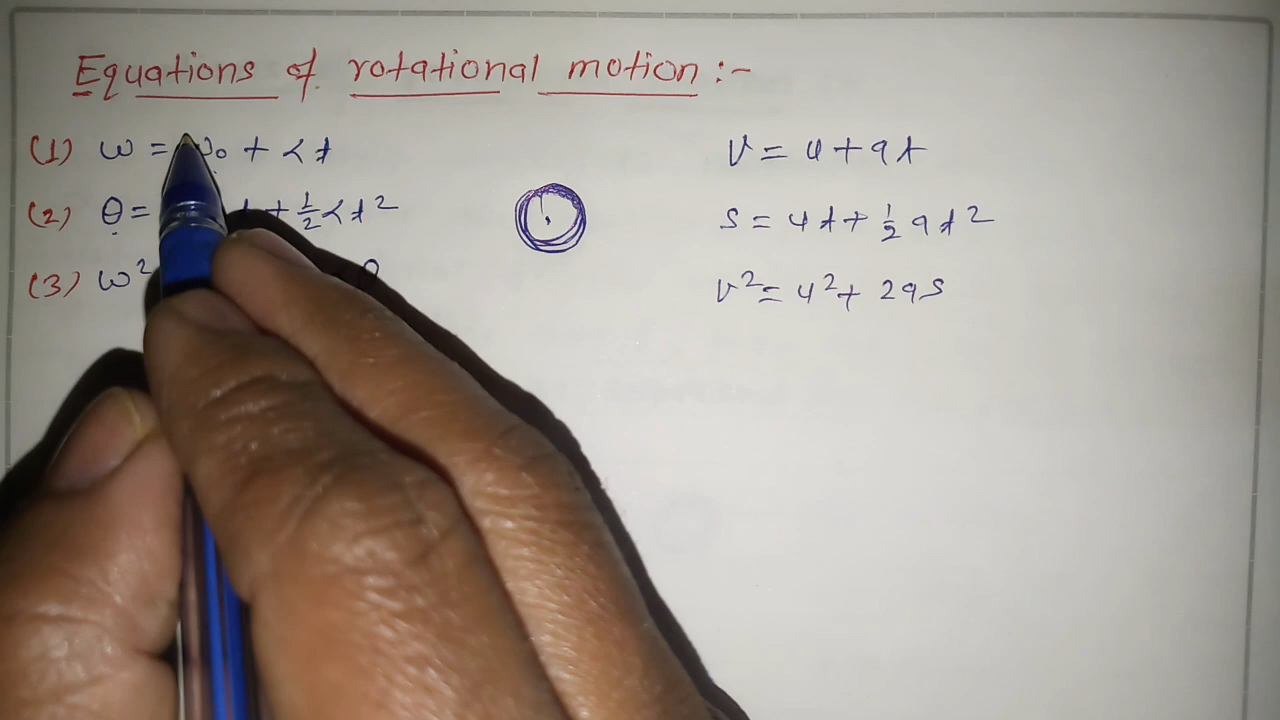 Equations of rotational motion :-
(1) ω = ω₀ + αt
v = u + at
(2) θ = t + ½αt²
s = ut + ½at²
(3) ω² θ
v² = u² + 2as